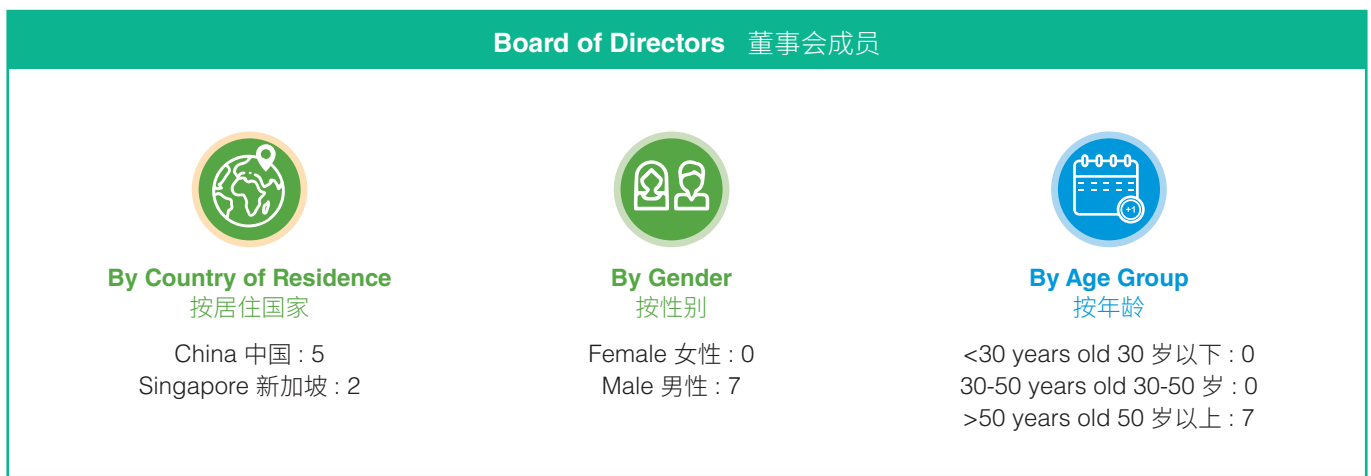 Board of Directors 董事会成员
By Country of Residence
按居住国家
China 中国 : 5
Singapore 新加坡 : 2
By Gender
按性别
Female 女性 : 0
Male 男性 : 7
+1
By Age Group
按年龄
<30 years old 30 岁以下 : 0
30-50 years old 30-50 岁 : 0
>50 years old 50 岁以上 : 7